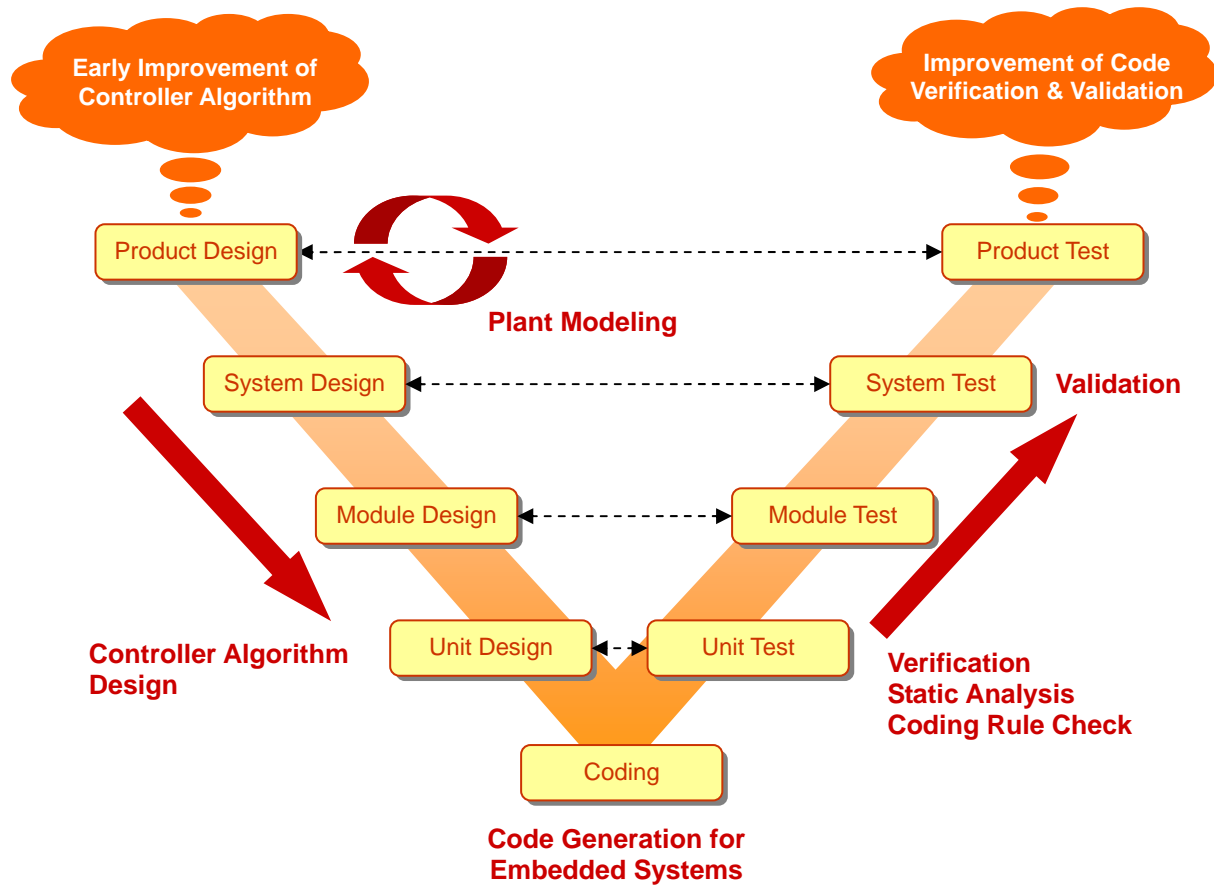 Early Improvement of
Controller Algorithm
Improvement of Code
Verification & Validation
Product Design
Product Test
Plant Modeling
System Design
System Test
Validation
Module Design
Module Test
Unit Design
Unit Test
Controller Algorithm
Design
Verification
Static Analysis
Coding Rule Check
Coding
Code Generation for
Embedded Systems